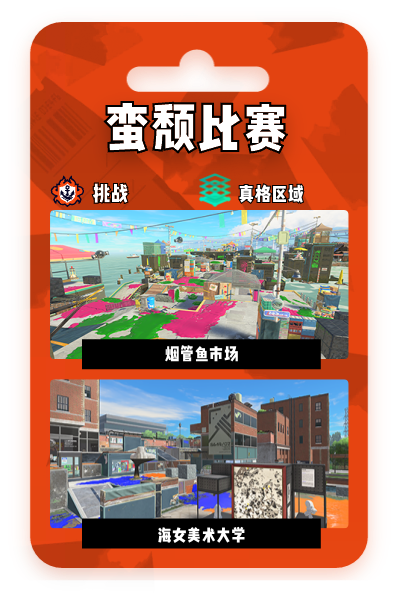 蛮颓比赛
挑战
真格区域
烟管鱼市场
海女美术大学